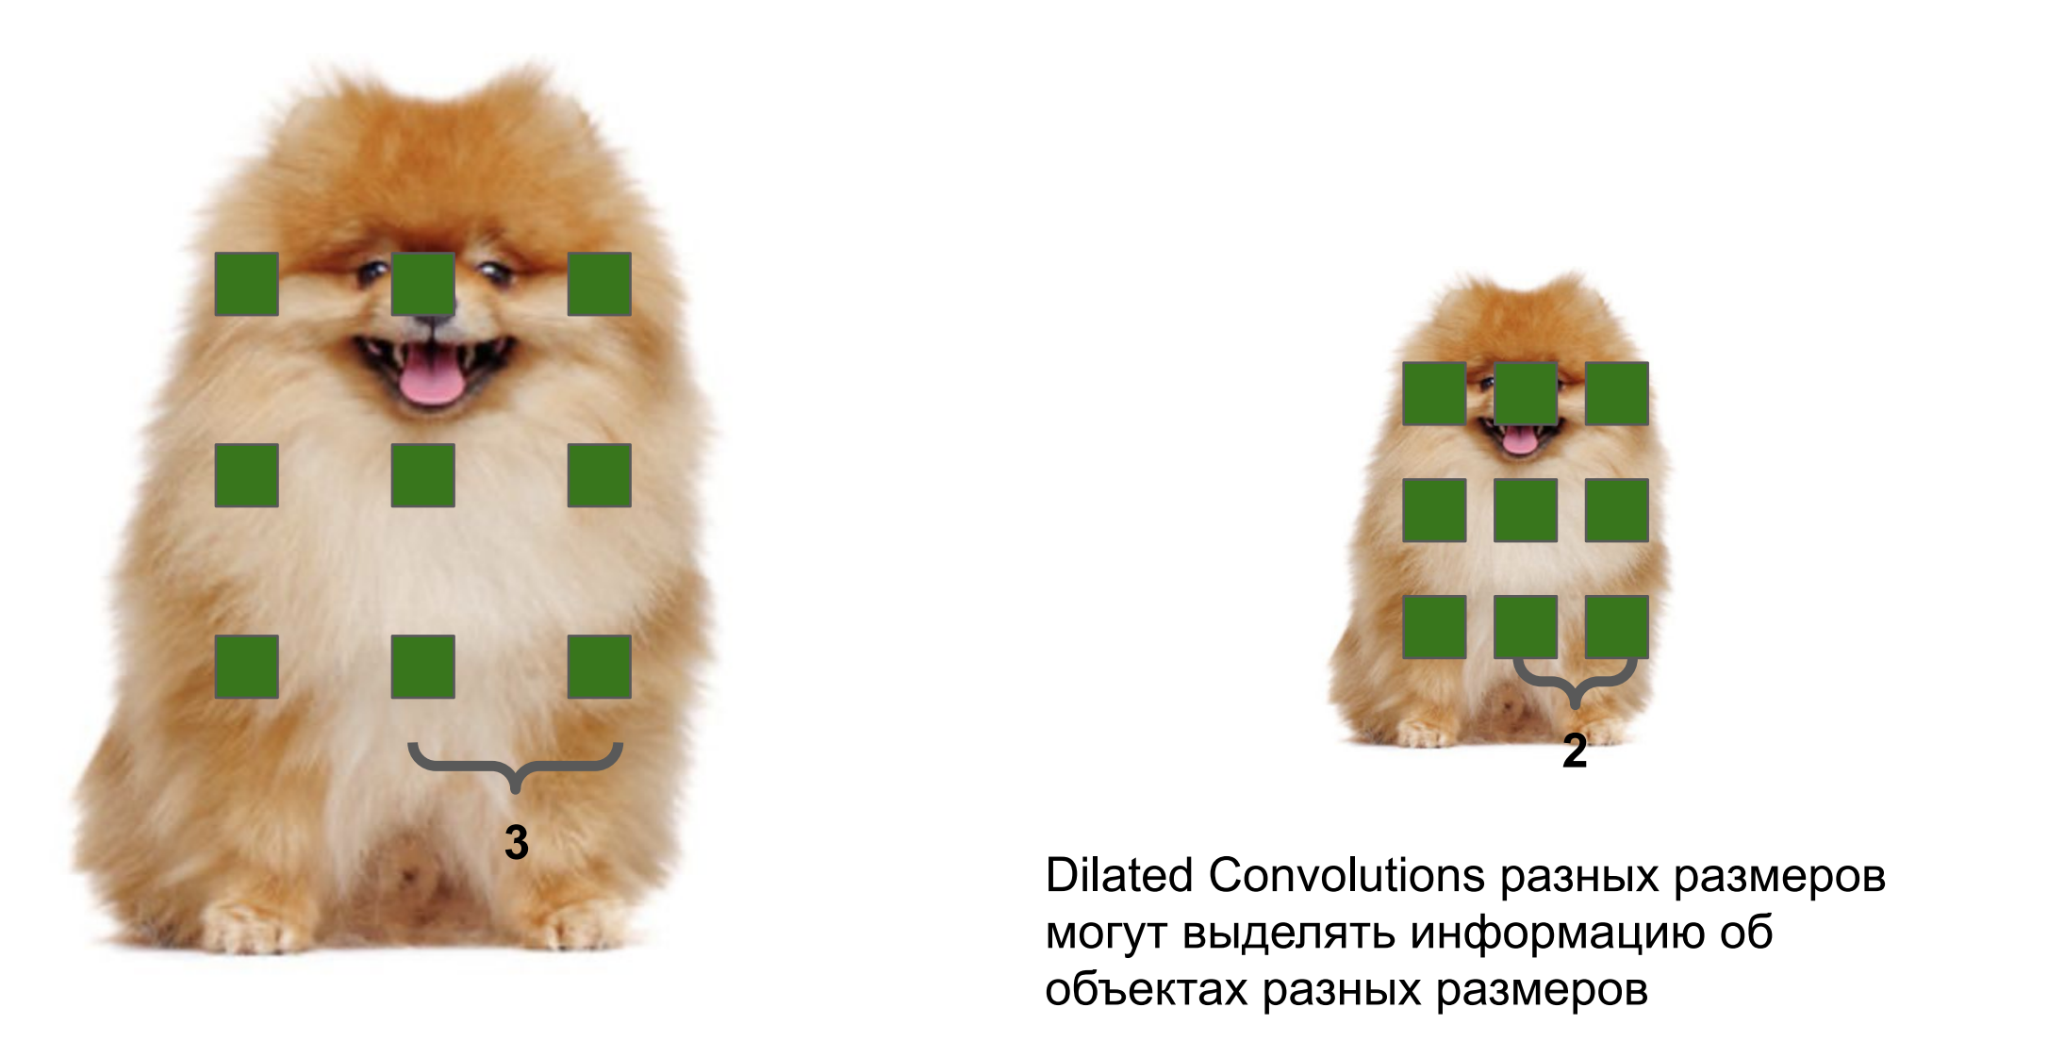 3
2
Dilated Convolutions разных размеров
могут выделять информацию об
объектах разных размеров